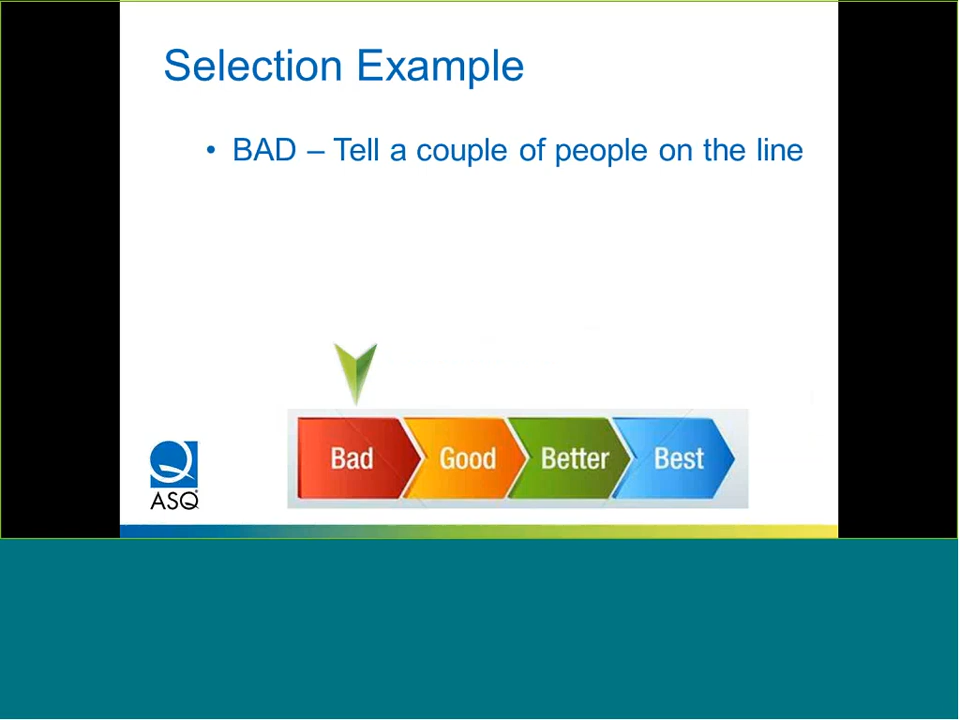 Selection Example
• BAD – Tell a couple of people on the line
Bad Good Better Best
ASQ